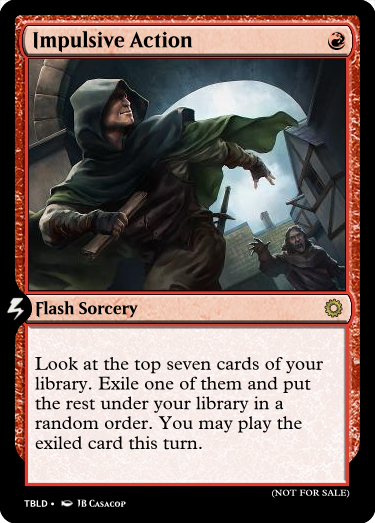 Impulsive Action
Flash Sorcery
Look at the top seven cards of your
library. Exile one of them and put
the rest under your library in a
random order. You may play the
exiled card this turn.
(NOT FOR SALE)
TBLD • JB Casacop